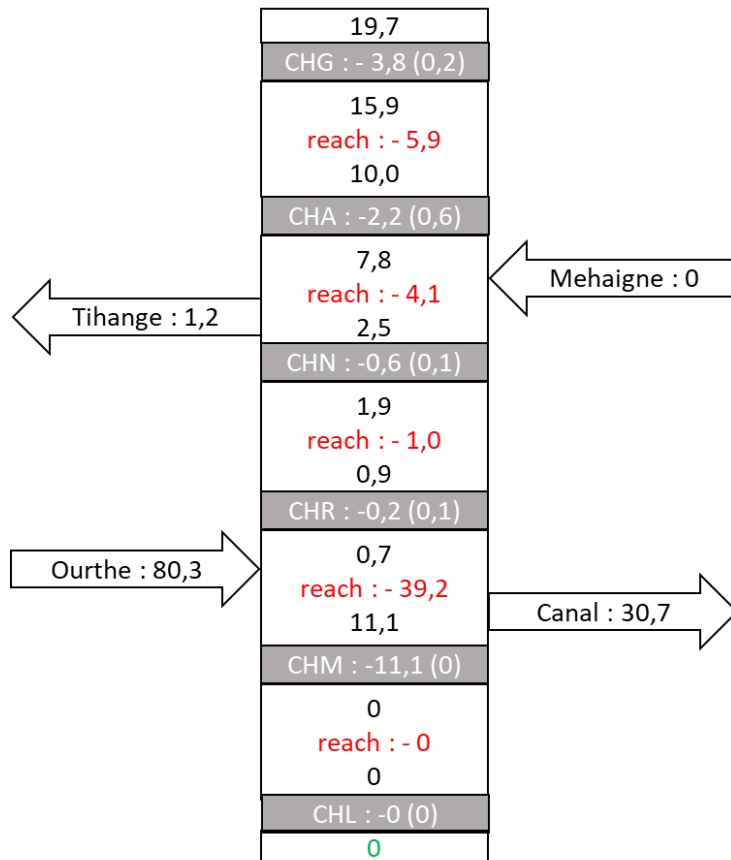 19,7
CHG : - 3,8 (0,2)
15,9
reach : - 5,9
10,0
CHA : -2,2 (0,6)
7,8
Mehaigne : 0
reach : - 4,1
Tihange : 1,2
2,5
CHN : -0,6 (0,1)
1,9
reach : - 1,0
0,9
CHR : -0,2 (0,1)
0,7
Ourthe : 80,3
reach : - 39,2
Canal : 30,7
11,1
CHM : -11,1 (0)
0
reach : - 0
0
CHL : -0 (0)
0